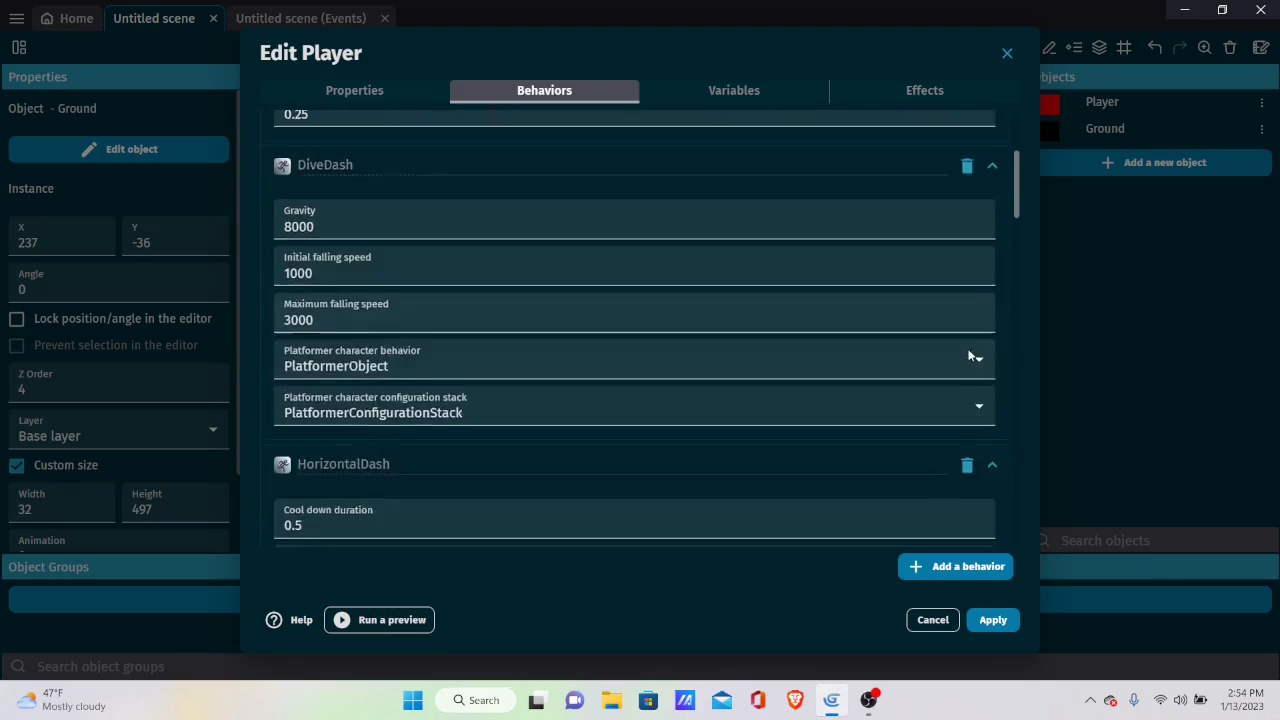 Home
Untitled scene
Untitled scene (Events)
Properties
Object - Ground
Edit object
Instance
X
237
Y
-36
Angle
0
Lock position/angle in the editor
Prevent selection in the editor
Z Order
4
Layer
Base layer
Custom size
Width
32
Height
497
Animation
Object Groups
Search object groups
Edit Player
Properties
Behaviors
Variables
Effects
0.25
DiveDash
Gravity
8000
Initial falling speed
1000
Maximum falling speed
3000
Platformer character behavior
PlatformerObject
Platformer character configuration stack
PlatformerConfigurationStack
HorizontalDash
Cool down duration
0.5
Add a behavior
Help
Run a preview
Cancel
Apply
bjects
Player
Ground
Add a new object
Search objects
47°F
Mostly cloudy
Search
2:54 PM
1/13/2023